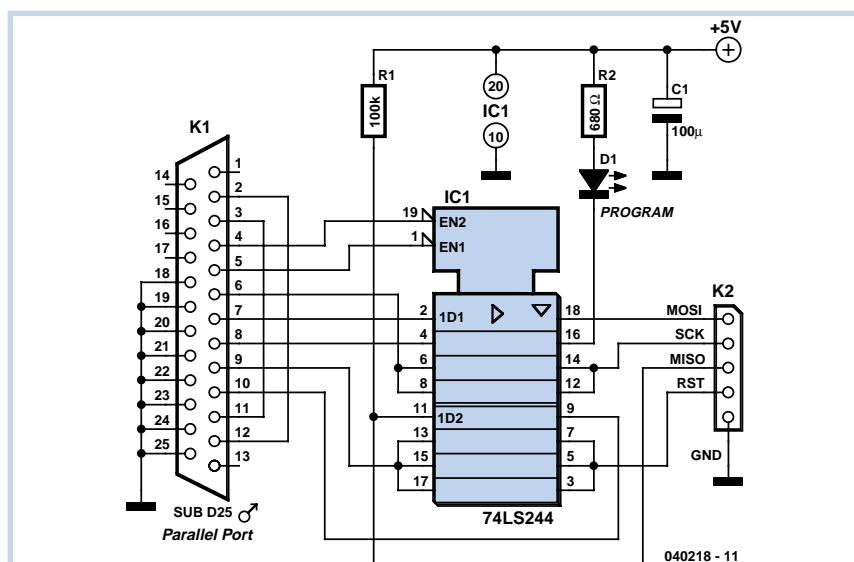 +5V
R1
100k
20
IC1
10
R2
680 Ω
C1
100µ
D1
PROGRAM
K1
1
14
2
15
3
16
4
17
5
18
6
19
7
20
8
21
9
22
10
23
11
24
12
25
13
SUB D25
Parallel Port
IC1
19
EN2
1
EN1
2
1D1
18
4
16
6
14
8
12
11
1D2
9
13
7
15
5
17
3
74LS244
K2
MOSI
SCK
MISO
RST
GND
040218 - 11